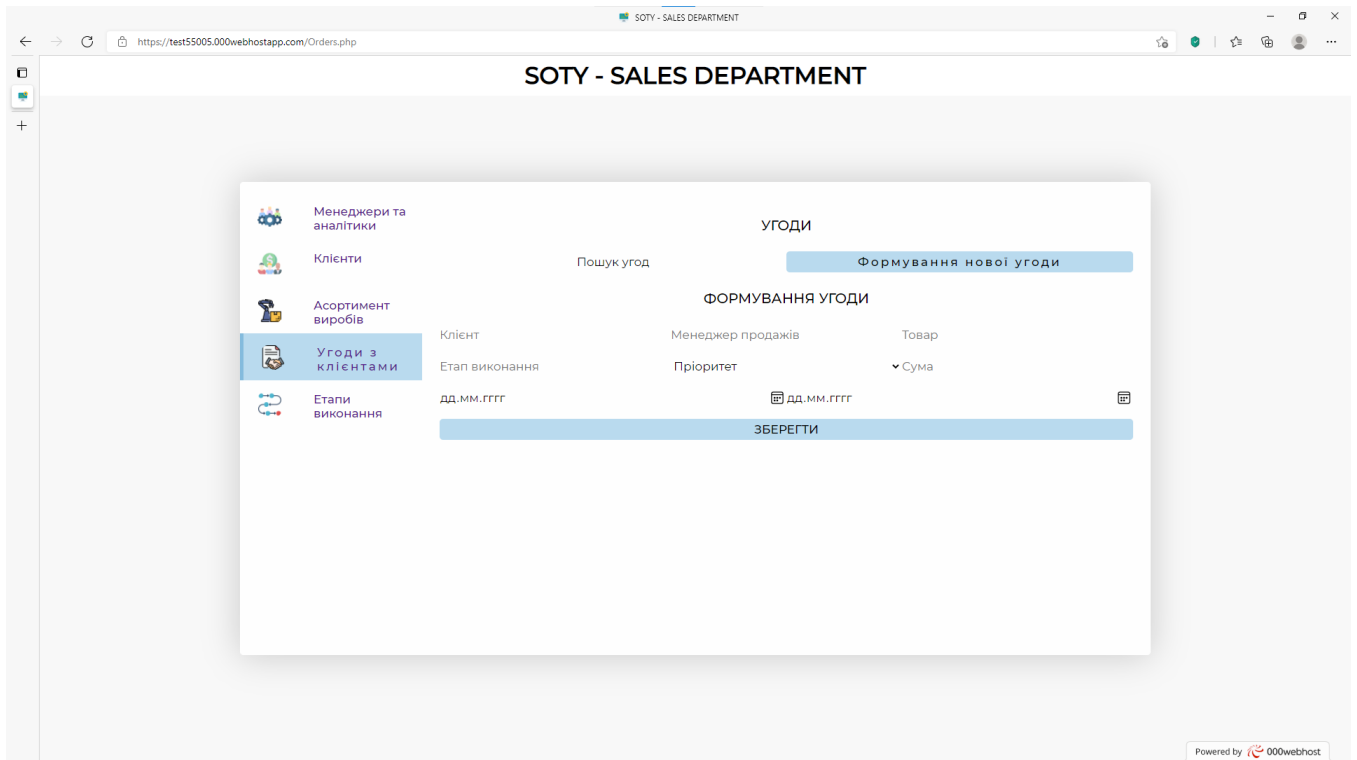 SOTY - SALES DEPARTMENT
https://test55005.000webhostapp.com/Orders.php
SOTY - SALES DEPARTMENT
Менеджери та
аналітики
Клієнти
Асортимент
виробів
Угоди з
клієнтами
Етапи
виконання
УГОДИ
Пошук угод Формування нової угоди
ФОРМУВАННЯ УГОДИ
Клієнт Менеджер продажів Товар
Етап виконання Пріоритет Сума
дд.мм.гггг дд.мм.гггг
ЗБЕРЕГТИ
Powered by 000webhost